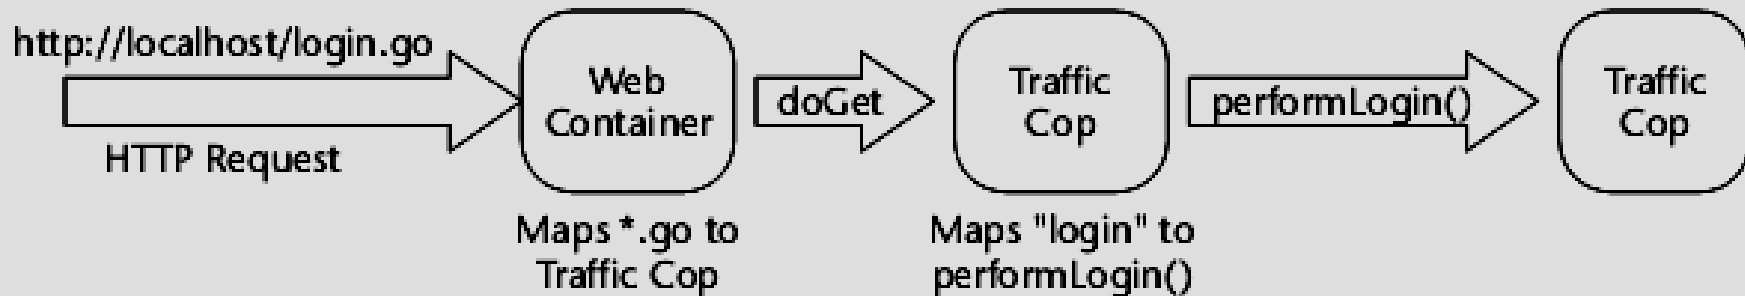 http://localhost/login.go
HTTP Request
Web
Container
Maps *.go to
Traffic Cop
doGet
Traffic
Cop
Maps "login" to
performLogin()
performLogin()
Traffic
Cop